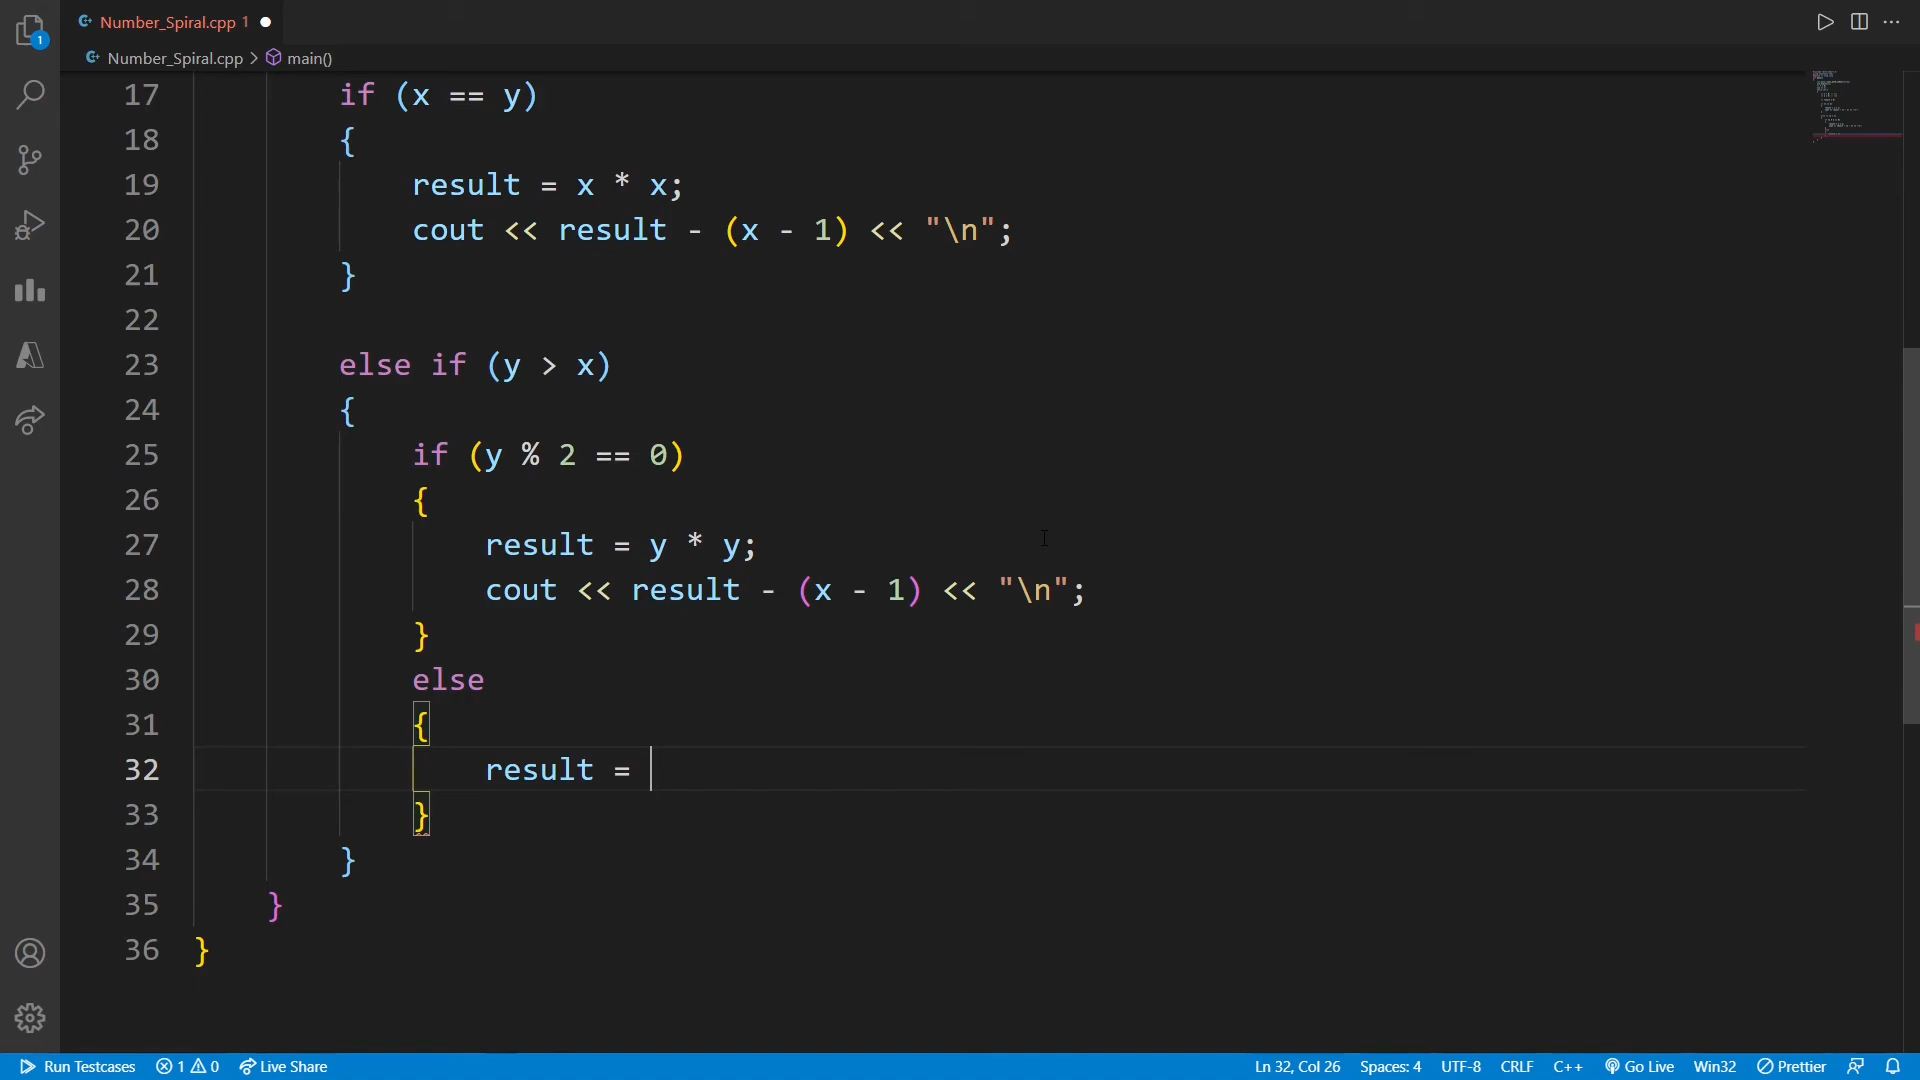 Number_Spiral.cpp 1
Number_Spiral.cpp > main()
17 if (x == y)
18 {
19 result = x * x;
20 cout << result - (x - 1) << "\n";
21 }
22
23 else if (y > x)
24 {
25 if (y % 2 == 0)
26 {
27 result = y * y;
28 cout << result - (x - 1) << "\n";
29 }
30 else
31 {
32 result =
33 }
34 }
35 }
36 }
1
Run Testcases 1 0 Live Share Ln 32, Col 26 Spaces: 4 UTF-8 CRLF C++ Go Live Win32 Prettier